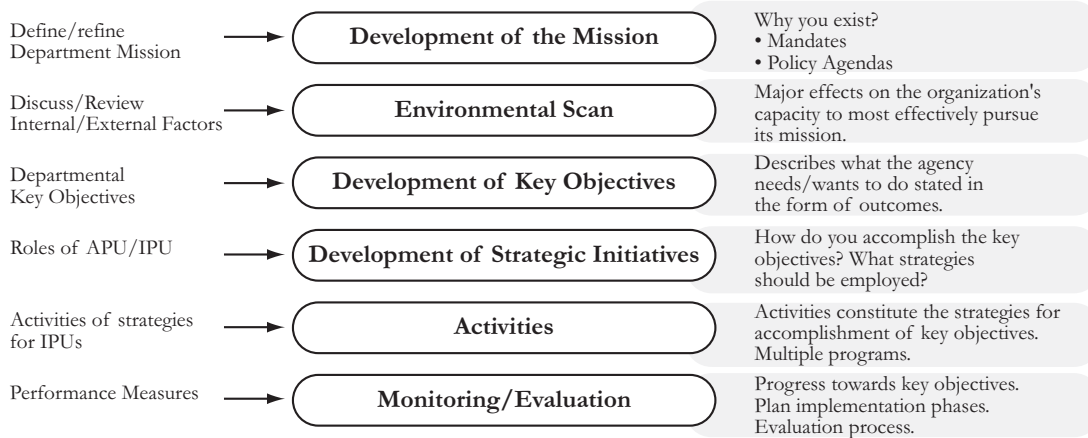 Define/refine
Department Mission
Development of the Mission
Why you exist?
• Mandates
• Policy Agendas
Discuss/Review
Internal/External Factors
Environmental Scan
Major effects on the organization's
capacity to most effectively pursue
its mission.
Departmental
Key Objectives
Development of Key Objectives
Describes what the agency
needs/wants to do stated in
the form of outcomes.
Roles of APU/IPU
Development of Strategic Initiatives
How do you accomplish the key
objectives? What strategies
should be employed?
Activities of strategies
for IPUs
Activities
Activities constitute the strategies for
accomplishment of key objectives.
Multiple programs.
Performance Measures
Monitoring/Evaluation
Progress towards key objectives.
Plan implementation phases.
Evaluation process.